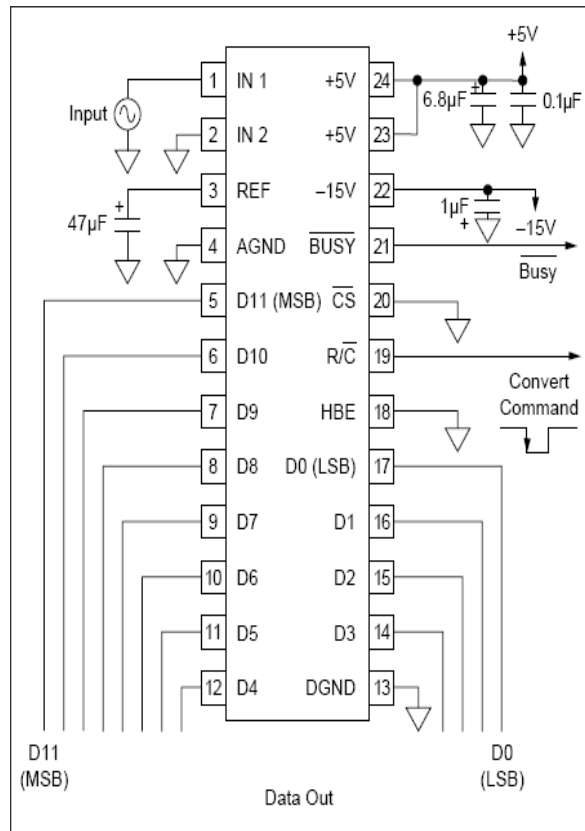 +5V
1 IN 1 +5V 24
6.8µF + 0.1µF
Input
2 IN 2 +5V 23
3 REF –15V 22
+
47µF
1µF
+
–15V
4 AGND BUSY 21
Busy
5 D11 (MSB) CS 20
6 D10 R/C 19
Convert
Command
7 D9 HBE 18
8 D8 D0 (LSB) 17
9 D7 D1 16
10 D6 D2 15
11 D5 D3 14
12 D4 DGND 13
D11
(MSB)
D0
(LSB)
Data Out